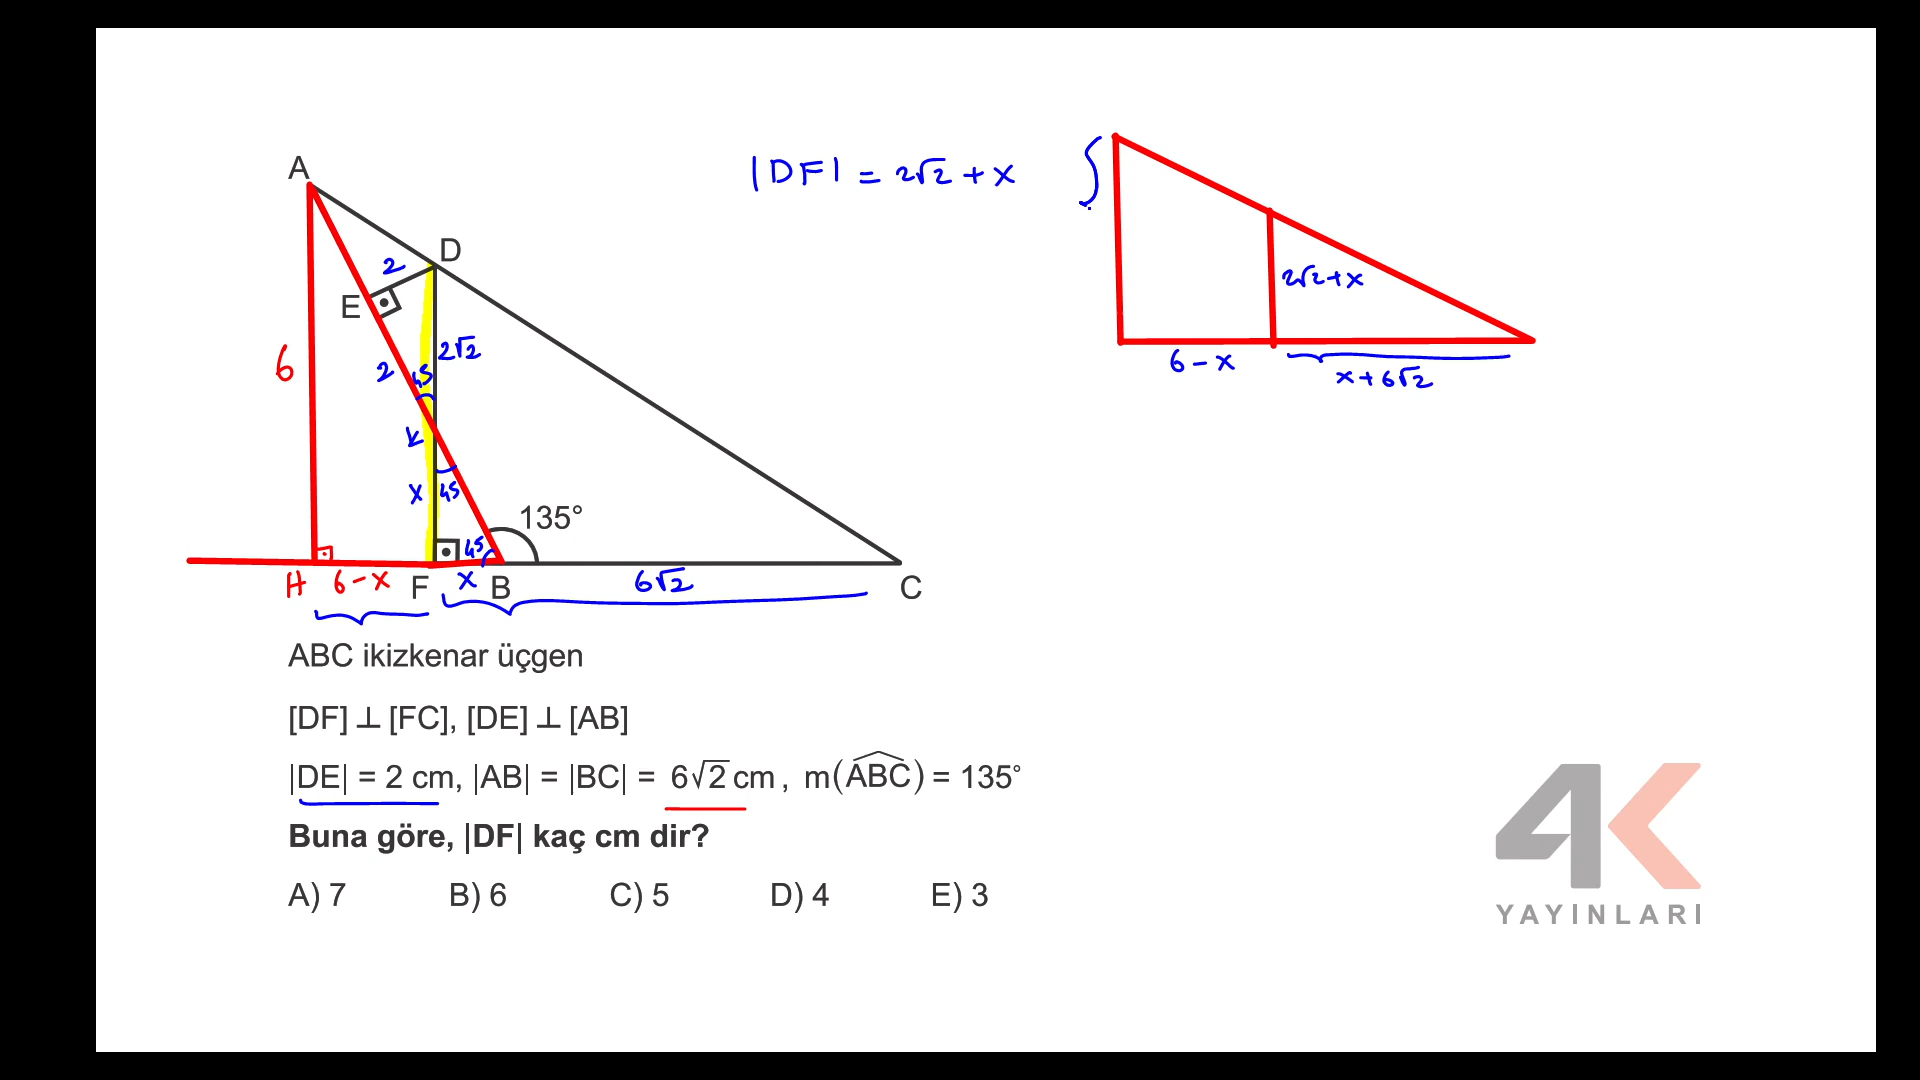 A
D
2
E
2√2
6
2
45
K
x
45
135°
45
H 6-x F x B 6√2 C
|DF| = 2√2 + x
2√2+x
6-x
x+6√2
ABC ikizkenar üçgen
[DF] ⊥ [FC], [DE] ⊥ [AB]
|DE| = 2 cm, |AB| = |BC| = 6√2 cm, m(ABC) = 135°
Buna göre, |DF| kaç cm dir?
A) 7 B) 6 C) 5 D) 4 E) 3
4K
YAYINLARI